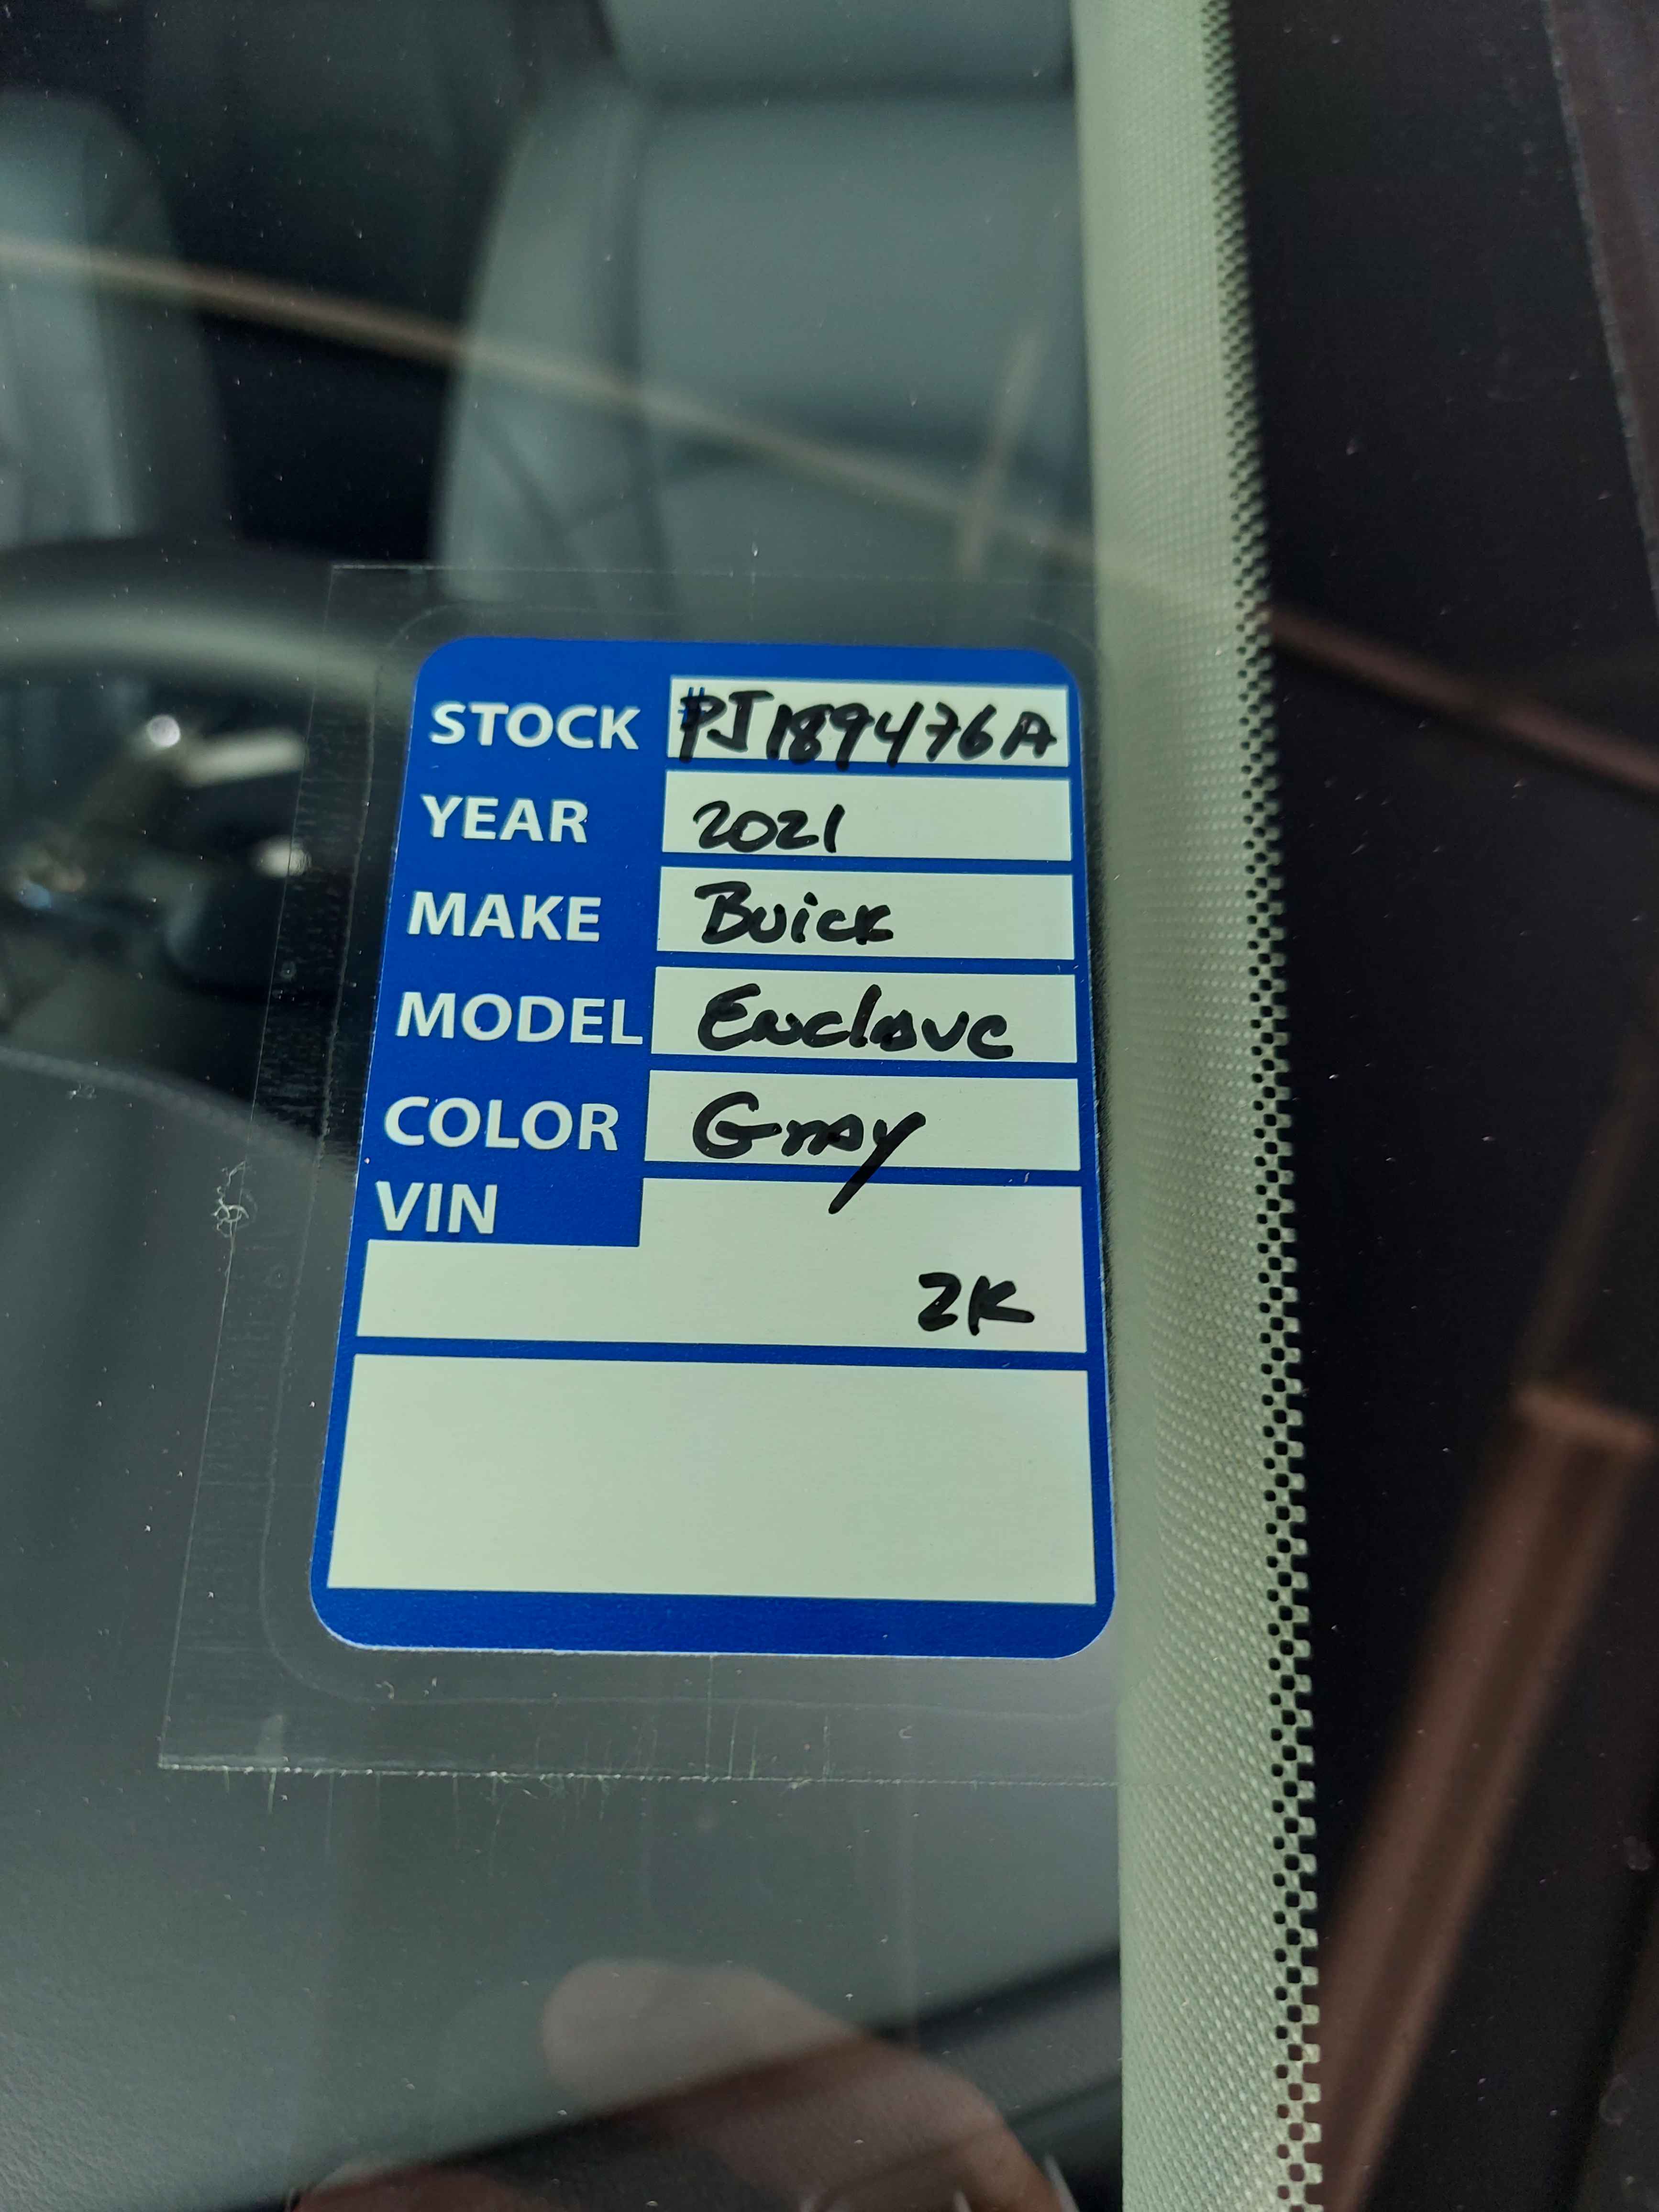 STOCK #PJ189476A
YEAR 2021
MAKE Buick
MODEL Enclave
COLOR Gray
VIN
2K